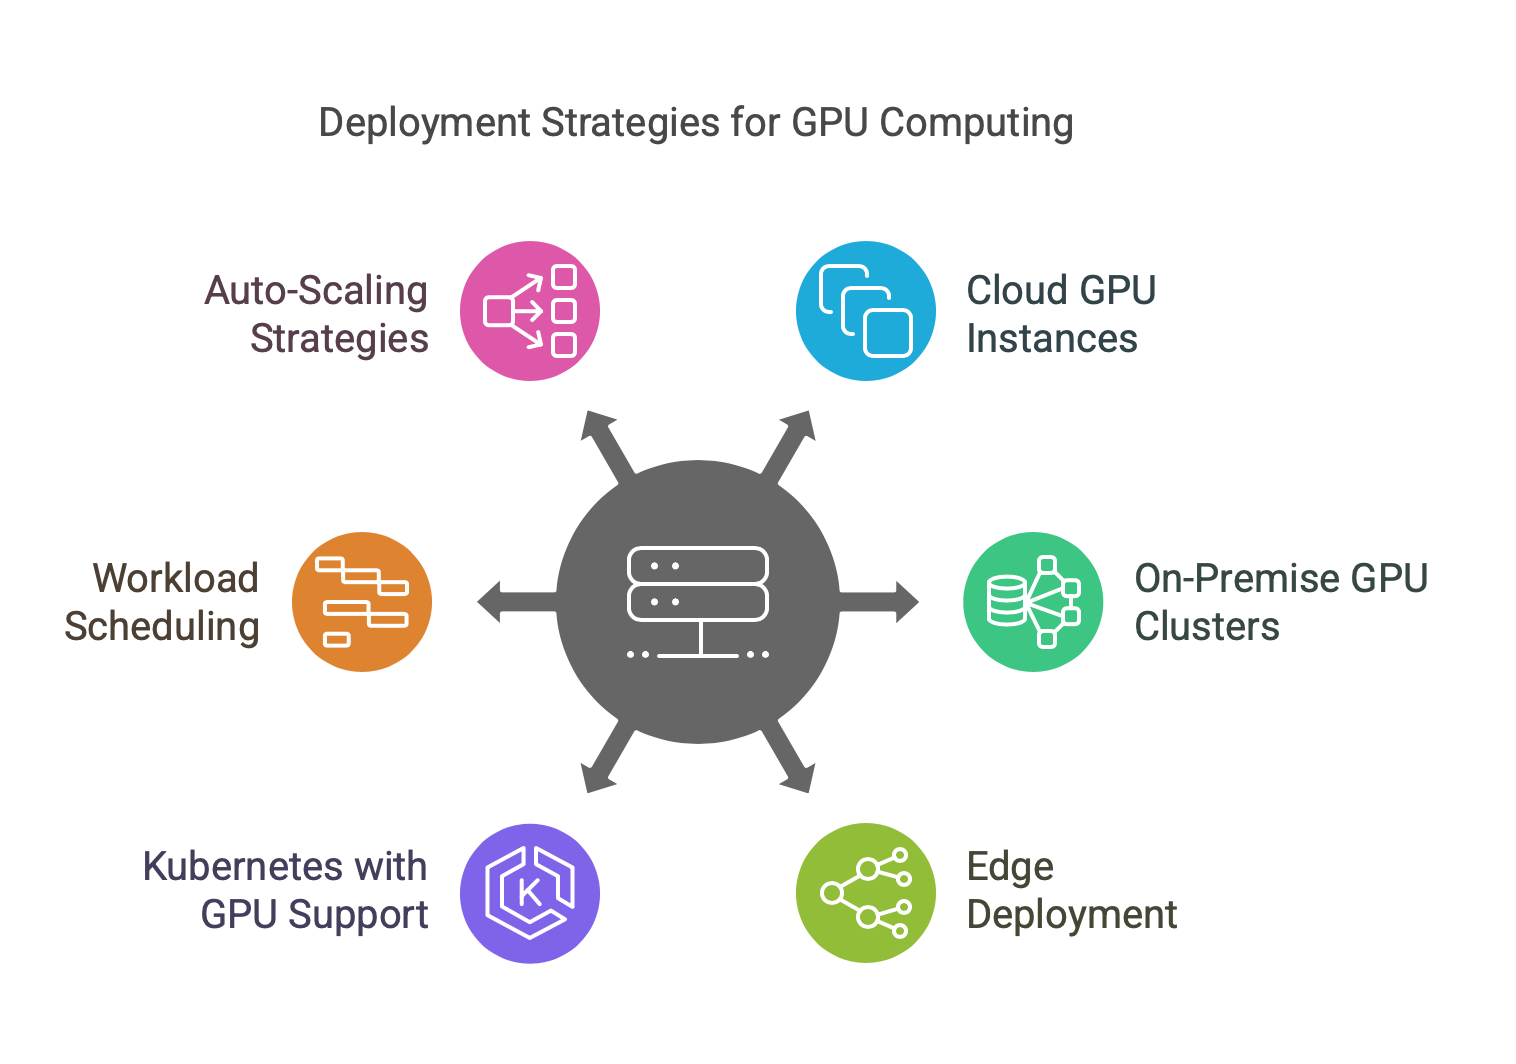 Deployment Strategies for GPU Computing
Auto-Scaling
Strategies
Cloud GPU
Instances
Workload
Scheduling
On-Premise GPU
Clusters
Kubernetes with
GPU Support
K
Edge
Deployment